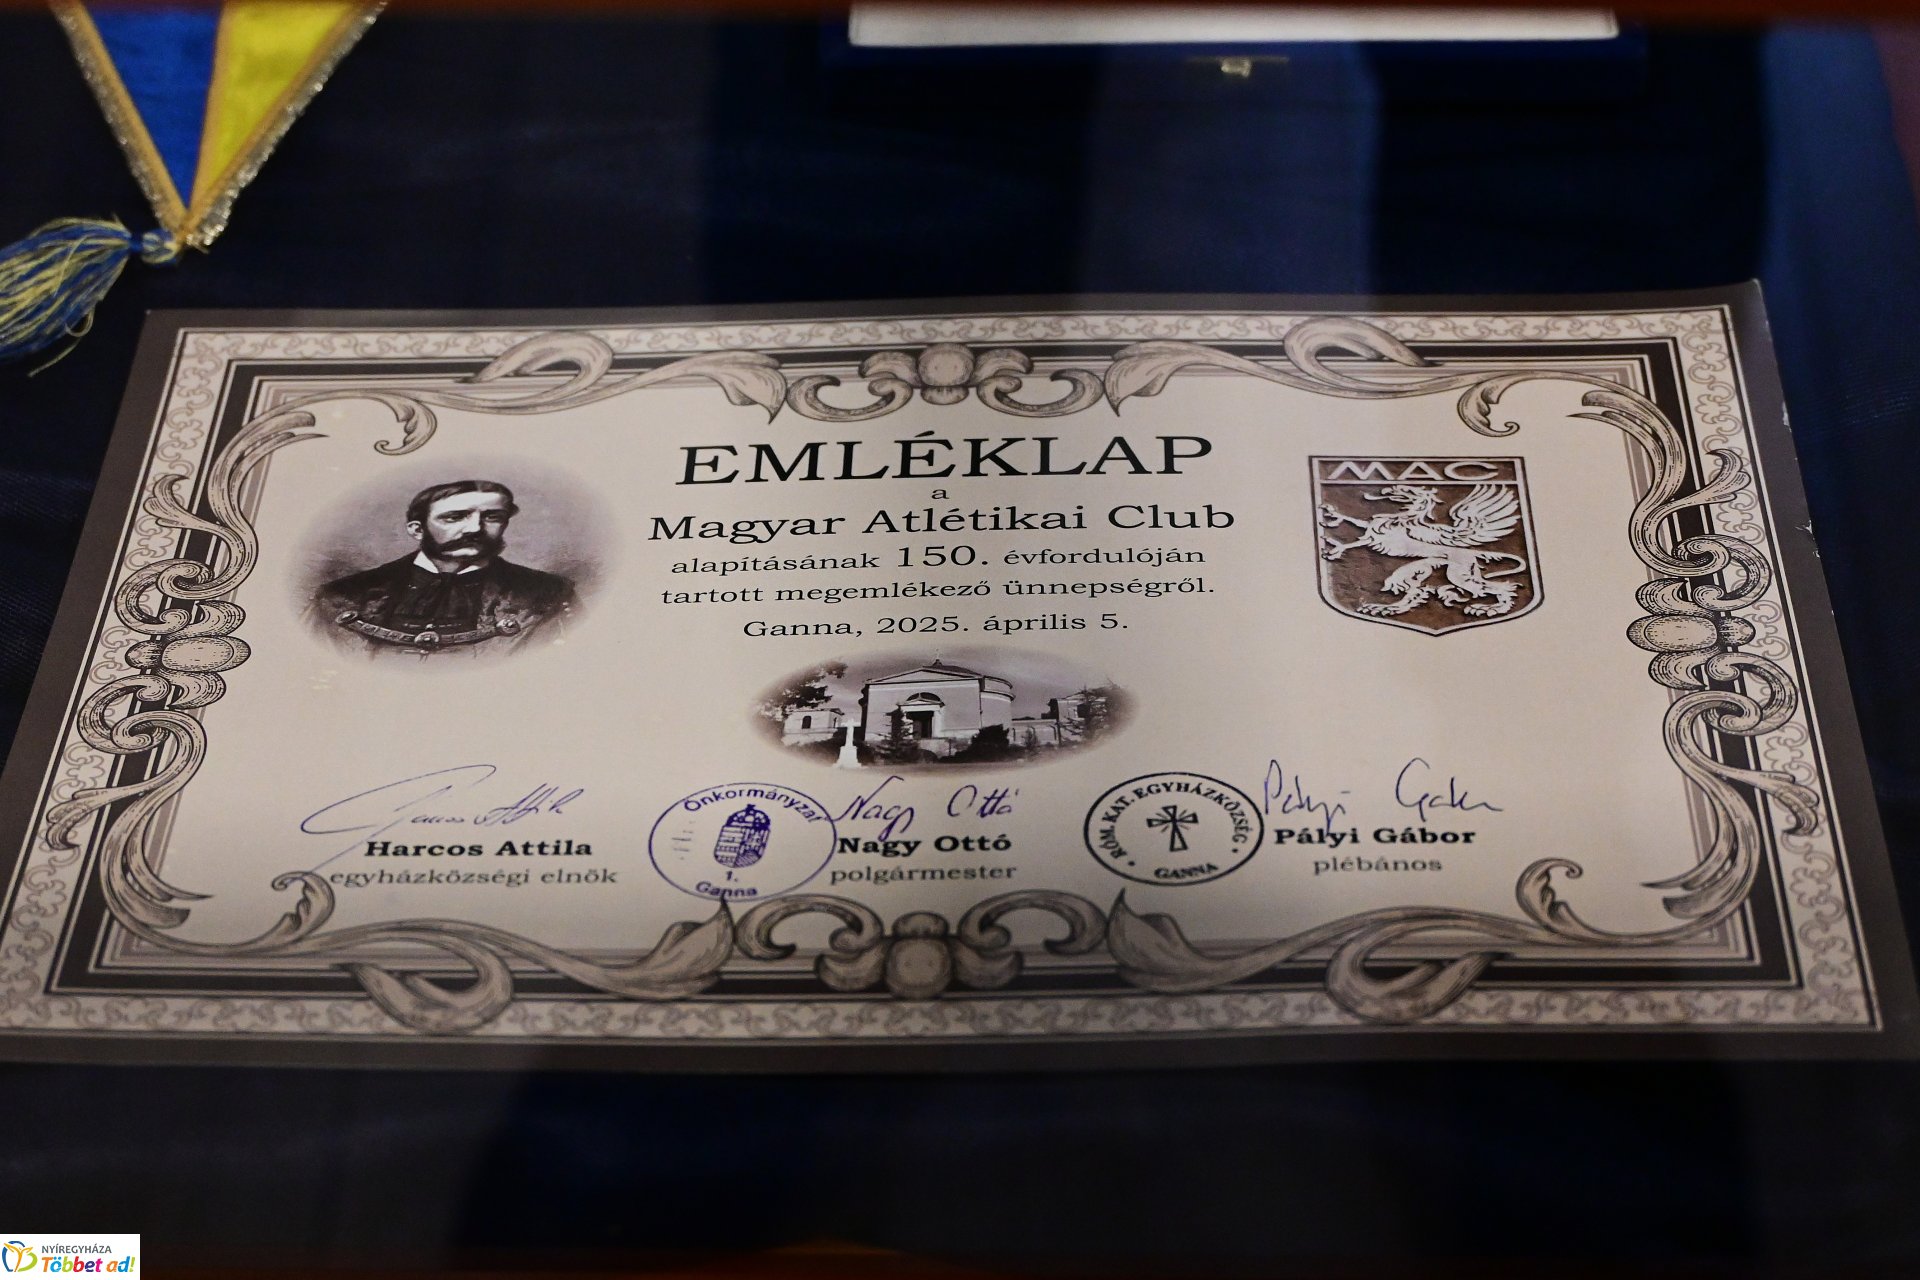 EMLÉKLAP
a
Magyar Atlétikai Club
alapításának 150. évfordulóján
tartott megemlékező ünnepségről.
Ganna, 2025. április 5.
MAC
Harcos Attila
egyházközségi elnök
Önkormányzat
1.
Ganna
Nagy Ottó
Nagy Ottó
polgármester
RÓM. KAT. EGYHÁZKÖZSÉG
GANNA
Pályi Gábor
plébános
NYÍREGYHÁZA
Többet ad!